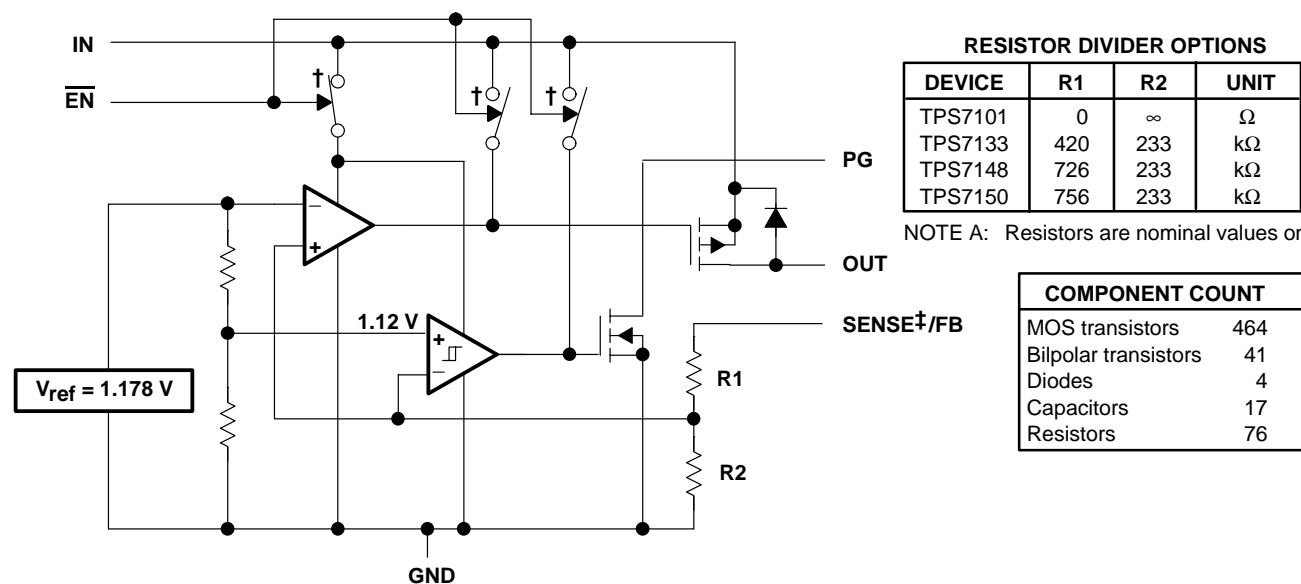 IN
EN
†
†
†
PG
−
+
OUT
1.12 V
+
−
SENSE‡/FB
R1
Vref = 1.178 V
R2
GND
RESISTOR DIVIDER OPTIONS
DEVICE R1 R2 UNIT
TPS7101 0 ∞ Ω
TPS7133 420 233 kΩ
TPS7148 726 233 kΩ
TPS7150 756 233 kΩ
NOTE A: Resistors are nominal values or
COMPONENT COUNT
MOS transistors 464
Bilpolar transistors 41
Diodes 4
Capacitors 17
Resistors 76